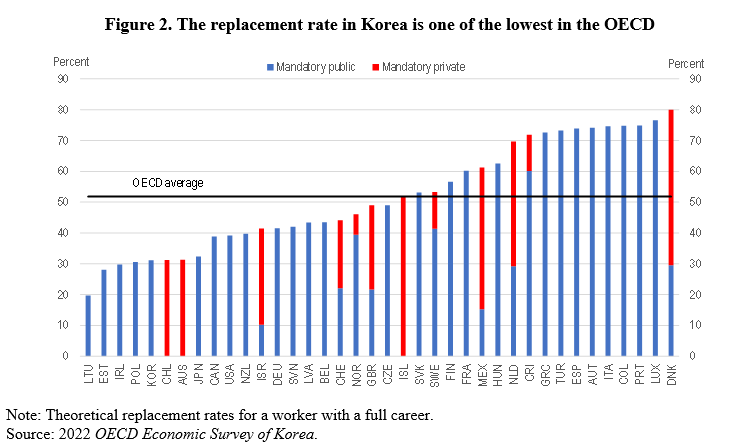 Figure 2. The replacement rate in Korea is one of the lowest in the OECD
Percent Percent
Mandatory public Mandatory private
90 90
80 80
70 70
60 60
OECD average
50 50
40 40
30 30
20 20
10 10
0 0
LTU EST IRL POL KOR CHL AUS JPN CAN USA NZL ISR DEU SVN LVA BEL CHE NOR GBR CZE ISL SVK SWE FIN FRA MEX HUN NLD CRI GRC TUR ESP AUT ITA COL PRT LUX DNK
Note: Theoretical replacement rates for a worker with a full career.
Source: 2022 OECD Economic Survey of Korea.